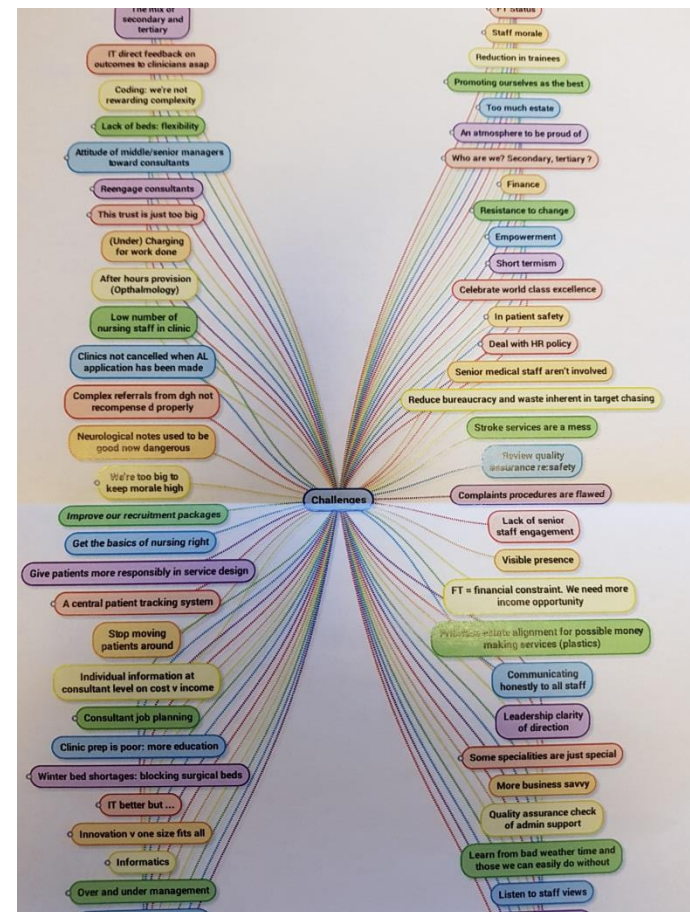 The mix of
secondary and
tertiary
IT direct feedback on
outcomes to clinicians asap
Coding: we're not
rewarding complexity
Lack of beds: flexibility
Attitude of middle/senior managers
toward consultants
Reengage consultants
This trust is just too big
(Under) Charging
for work done
After hours provision
(Opthalmology)
Low number of
nursing staff in clinic
Clinics not cancelled when AL
application has been made
Complex referrals from dgh not
recompense d properly
Neurological notes used to be
good now dangerous
We're too big to
keep morale high
Improve our recruitment packages
Get the basics of nursing right
Give patients more responsibly in service design
A central patient tracking system
Stop moving
patients around
Individual information at
consultant level on cost v income
Consultant job planning
Clinic prep is poor: more education
Winter bed shortages: blocking surgical beds
IT better but ...
Innovation v one size fits all
Informatics
Over and under management
Challenges
FT Status
Staff morale
Reduction in trainees
Promoting ourselves as the best
Too much estate
An atmosphere to be proud of
Who are we? Secondary, tertiary ?
Finance
Resistance to change
Empowerment
Short termism
Celebrate world class excellence
In patient safety
Deal with HR policy
Senior medical staff aren't involved
Reduce bureaucracy and waste inherent in target chasing
Stroke services are a mess
Review quality
assurance re:safety
Complaints procedures are flawed
Lack of senior
staff engagement
Visible presence
FT = financial constraint. We need more
income opportunity
estate alignment for possible money
making services (plastics)
Communicating
honestly to all staff
Leadership clarity
of direction
Some specialities are just special
More business savvy
Quality assurance check
of admin support
Learn from bad weather time and
those we can easily do without
Listen to staff views